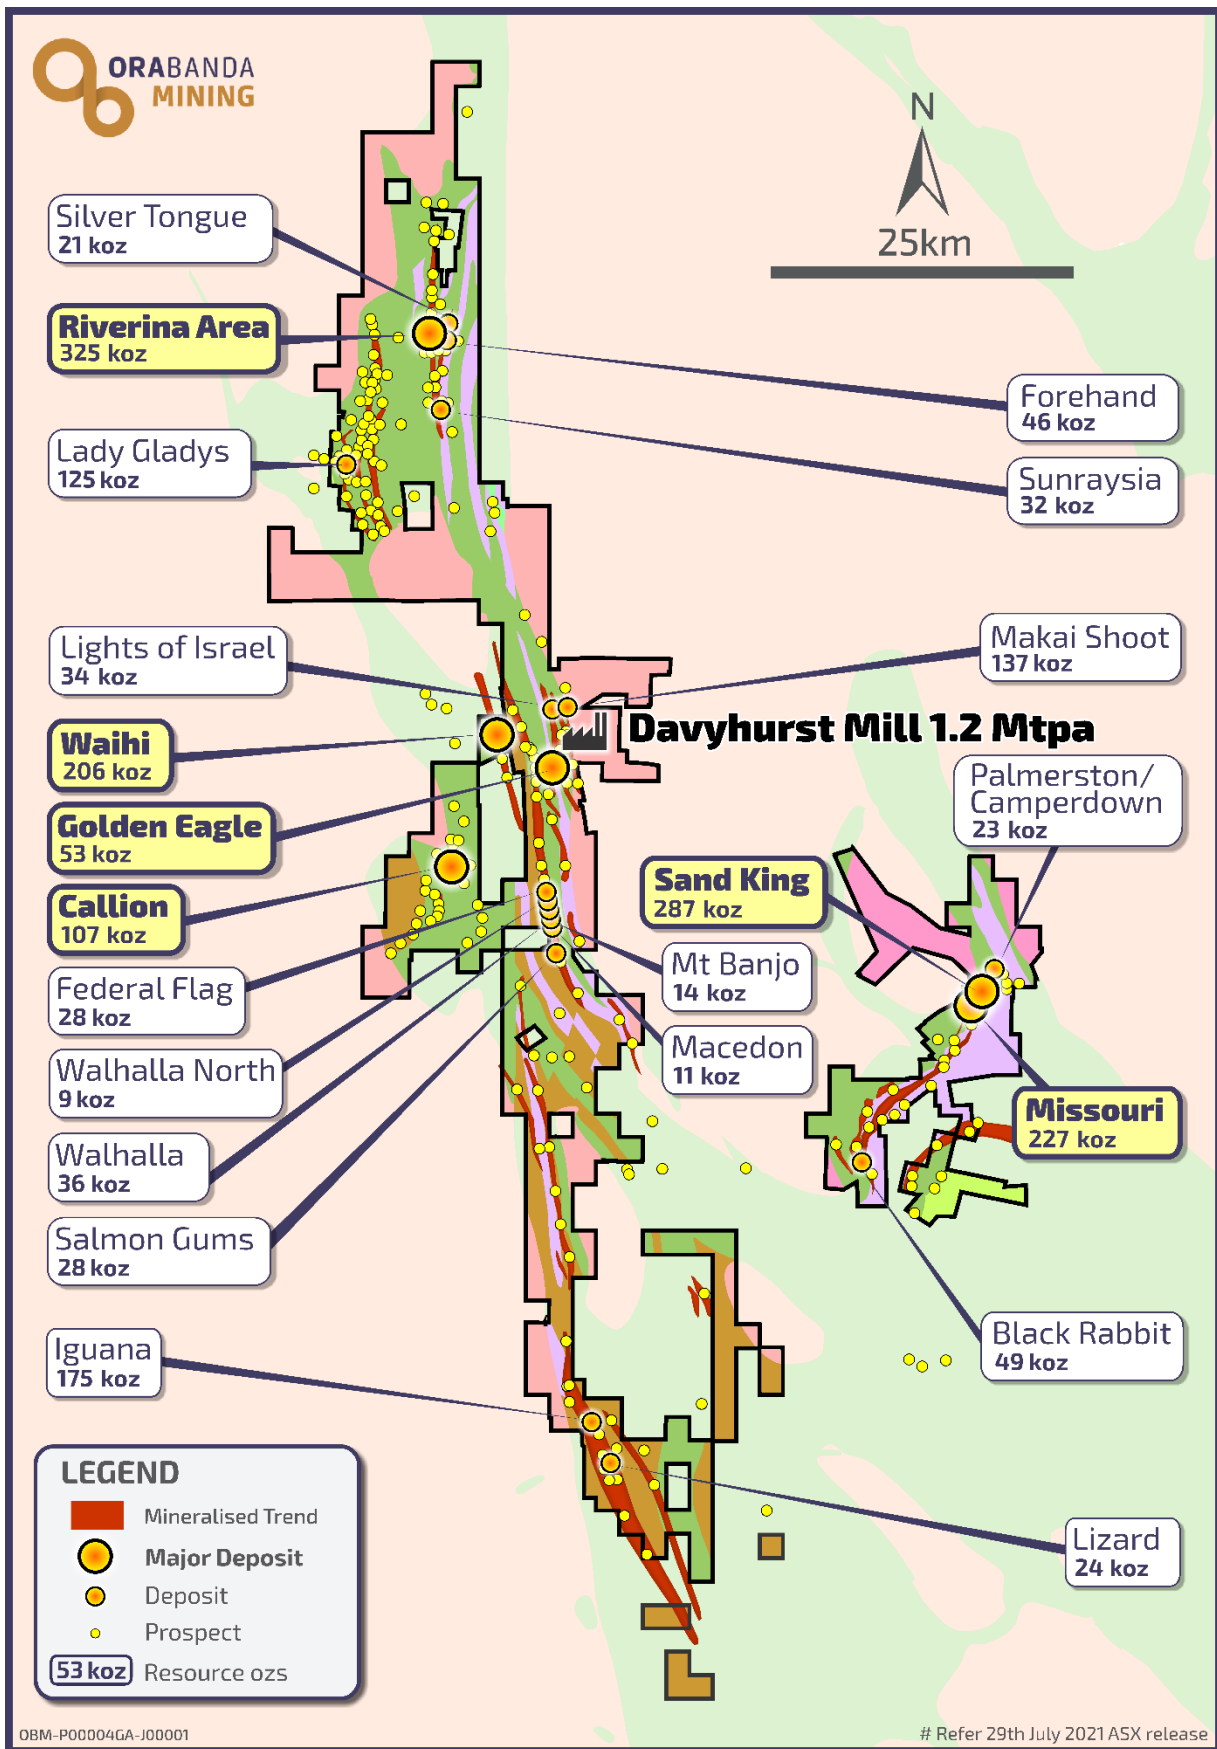 ORABANDA
MINING
N
25km
Silver Tongue
21 koz
Riverina Area
325 koz
Forehand
46 koz
Lady Gladys
125 koz
Sunraysia
32 koz
Lights of Israel
34 koz
Makai Shoot
137 koz
Waihi
206 koz
Davyhurst Mill 1.2 Mtpa
Palmerston/
Camperdown
23 koz
Golden Eagle
53 koz
Sand King
287 koz
Callion
107 koz
Federal Flag
28 koz
Mt Banjo
14 koz
Walhalla North
9 koz
Macedon
11 koz
Missouri
227 koz
Walhalla
36 koz
Salmon Gums
28 koz
Iguana
175 koz
Black Rabbit
49 koz
Lizard
24 koz
LEGEND
Mineralised Trend
Major Deposit
Deposit
Prospect
53 koz Resource ozs
OBM-P00004GA-J00001
# Refer 29th July 2021 ASX release